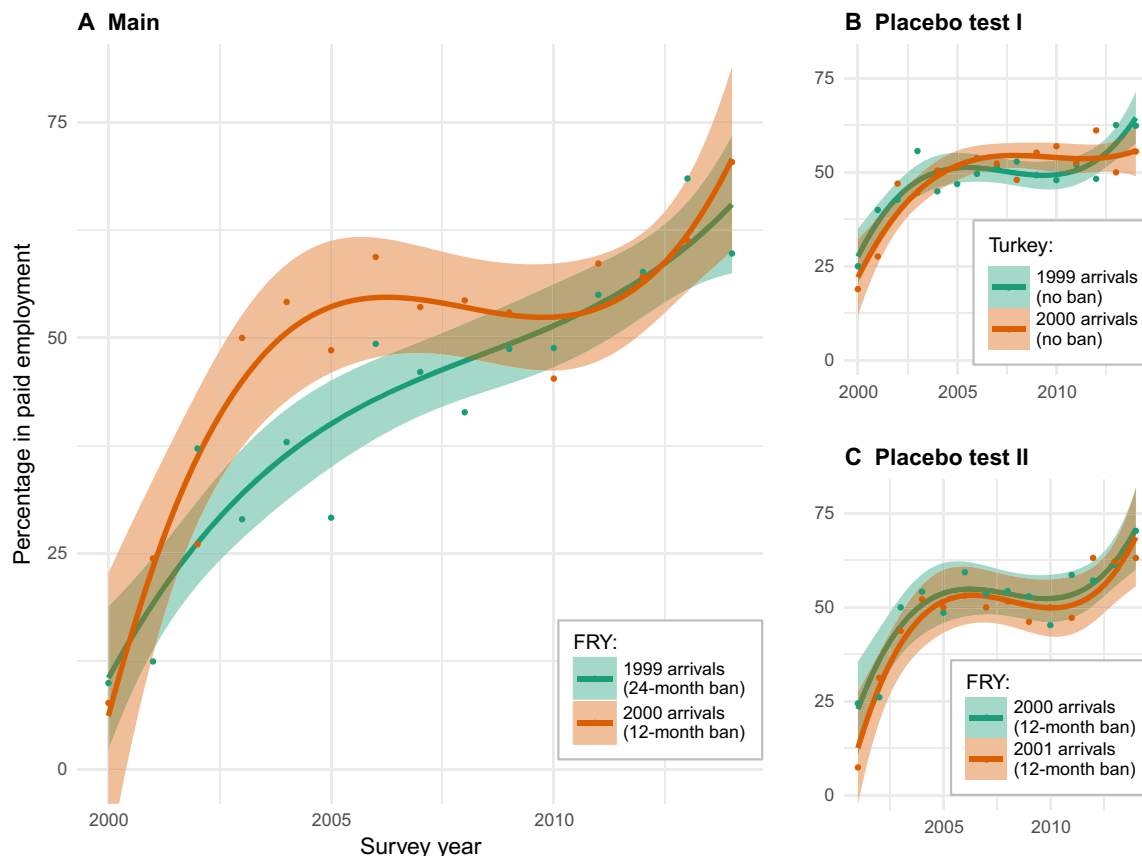 A Main
Percentage in paid employment
75
50
25
0
2000
2005
2010
Survey year
FRY:
1999 arrivals
(24-month ban)
2000 arrivals
(12-month ban)
B Placebo test I
75
50
25
0
2000
2005
2010
Turkey:
1999 arrivals
(no ban)
2000 arrivals
(no ban)
C Placebo test II
75
50
25
0
2005
2010
FRY:
2000 arrivals
(12-month ban)
2001 arrivals
(12-month ban)